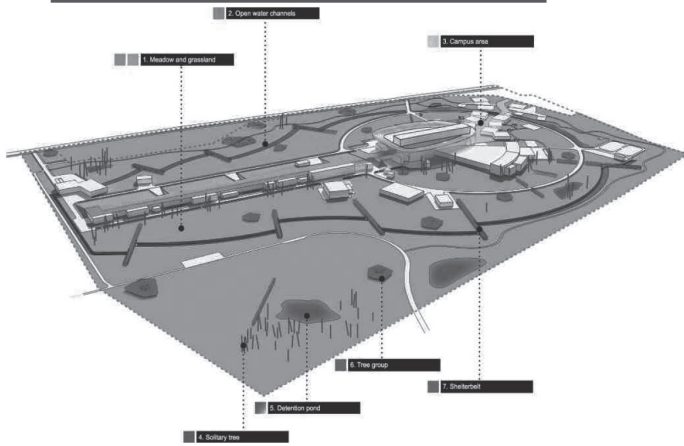 2. Open water channels
3. Campus area
1. Meadow and grassland
6. Tree group
7. Shelterbelt
5. Detention pond
4. Solitary tree